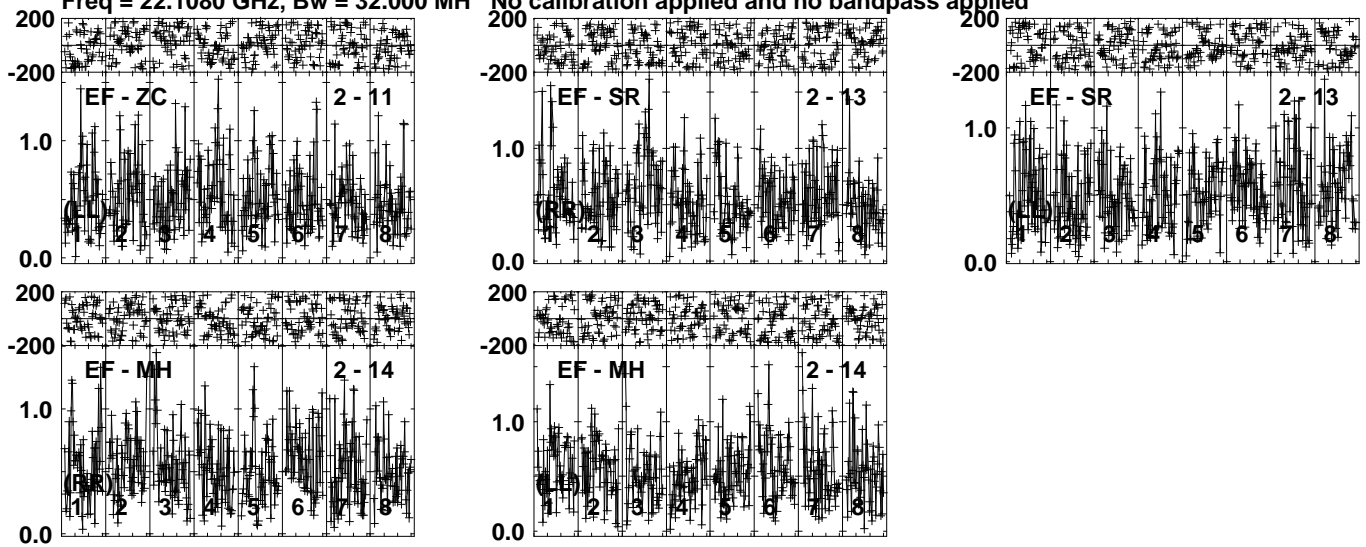 Freq = 22.1080 GHz, Bw = 32.000 MH No calibration applied and no bandpass applied
200 200 200
-200 -200 -200
EF - ZC 2 - 11 EF - SR 2 - 13 EF - SR 2 - 13
1.0 1.0 1.0
(LL) (RR) (LL)
1 2 3 4 5 6 7 8 1 2 3 4 5 6 7 8 1 2 3 4 5 6 7 8
0.0 0.0 0.0
200 200
-200 -200
EF - MH 2 - 14 EF - MH 2 - 14
1.0 1.0
(RR) (LL)
1 2 3 4 5 6 7 8 1 2 3 4 5 6 7 8
0.0 0.0